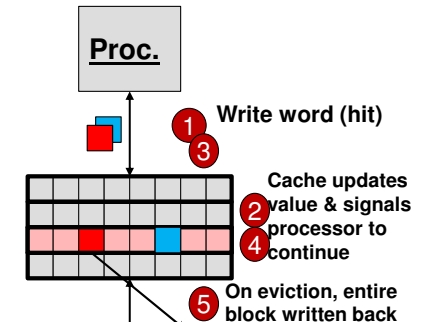 Proc.
1
Write word (hit)
3
Cache updates
2
value & signals
processor to
4
continue
5
On eviction, entire
block written back